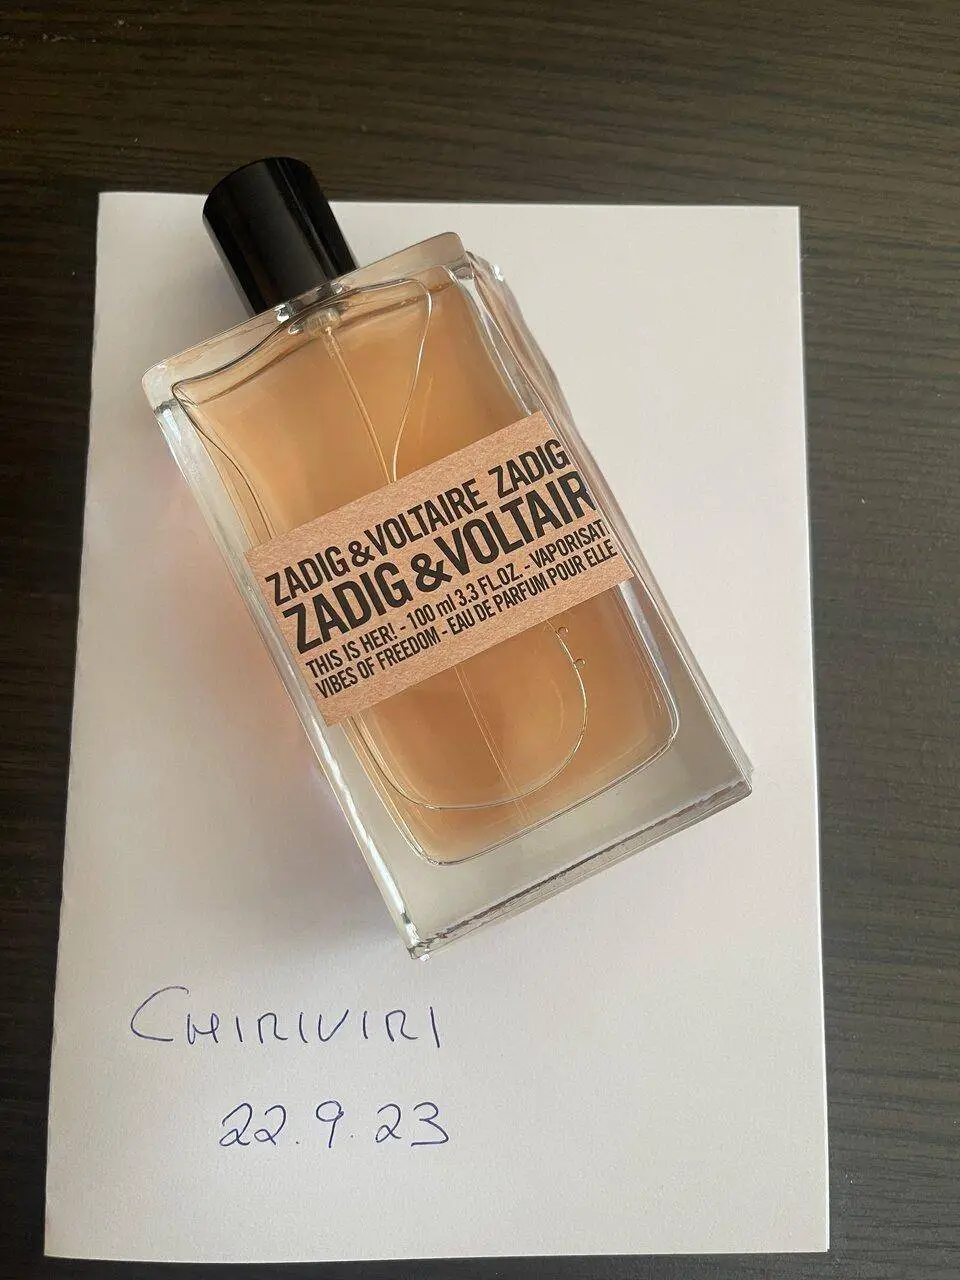 ZADIG&VOLTAIRE ZADIG
ZADIG&VOLTAIR
THIS IS HER! - 100 ml 3.3 FL.OZ. - VAPORISAT
VIBES OF FREEDOM - EAU DE PARFUM POUR ELLE
CHIRIVIRI
22.9.23